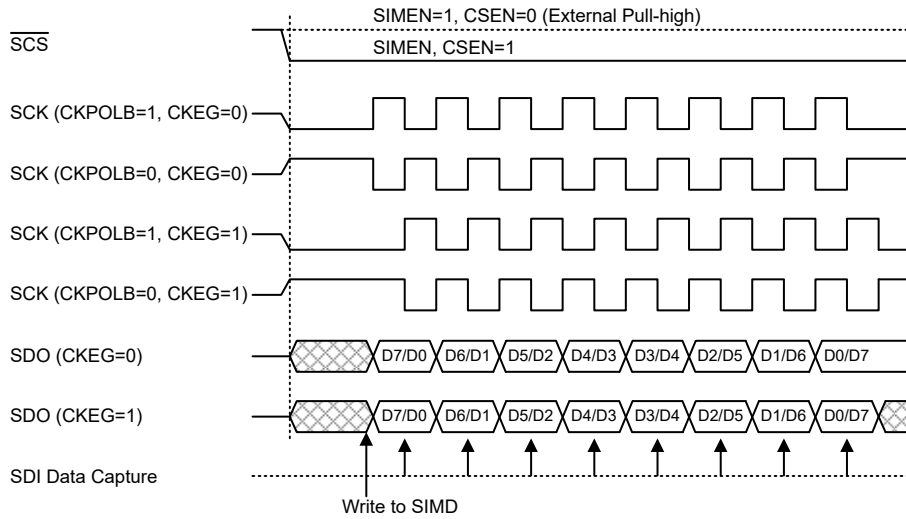 SIMEN=1, CSEN=0 (External Pull-high)
SCS
SIMEN, CSEN=1
SCK (CKPOLB=1, CKEG=0)
SCK (CKPOLB=0, CKEG=0)
SCK (CKPOLB=1, CKEG=1)
SCK (CKPOLB=0, CKEG=1)
SDO (CKEG=0) D7/D0 D6/D1 D5/D2 D4/D3 D3/D4 D2/D5 D1/D6 D0/D7
SDO (CKEG=1) D7/D0 D6/D1 D5/D2 D4/D3 D3/D4 D2/D5 D1/D6 D0/D7
SDI Data Capture
Write to SIMD